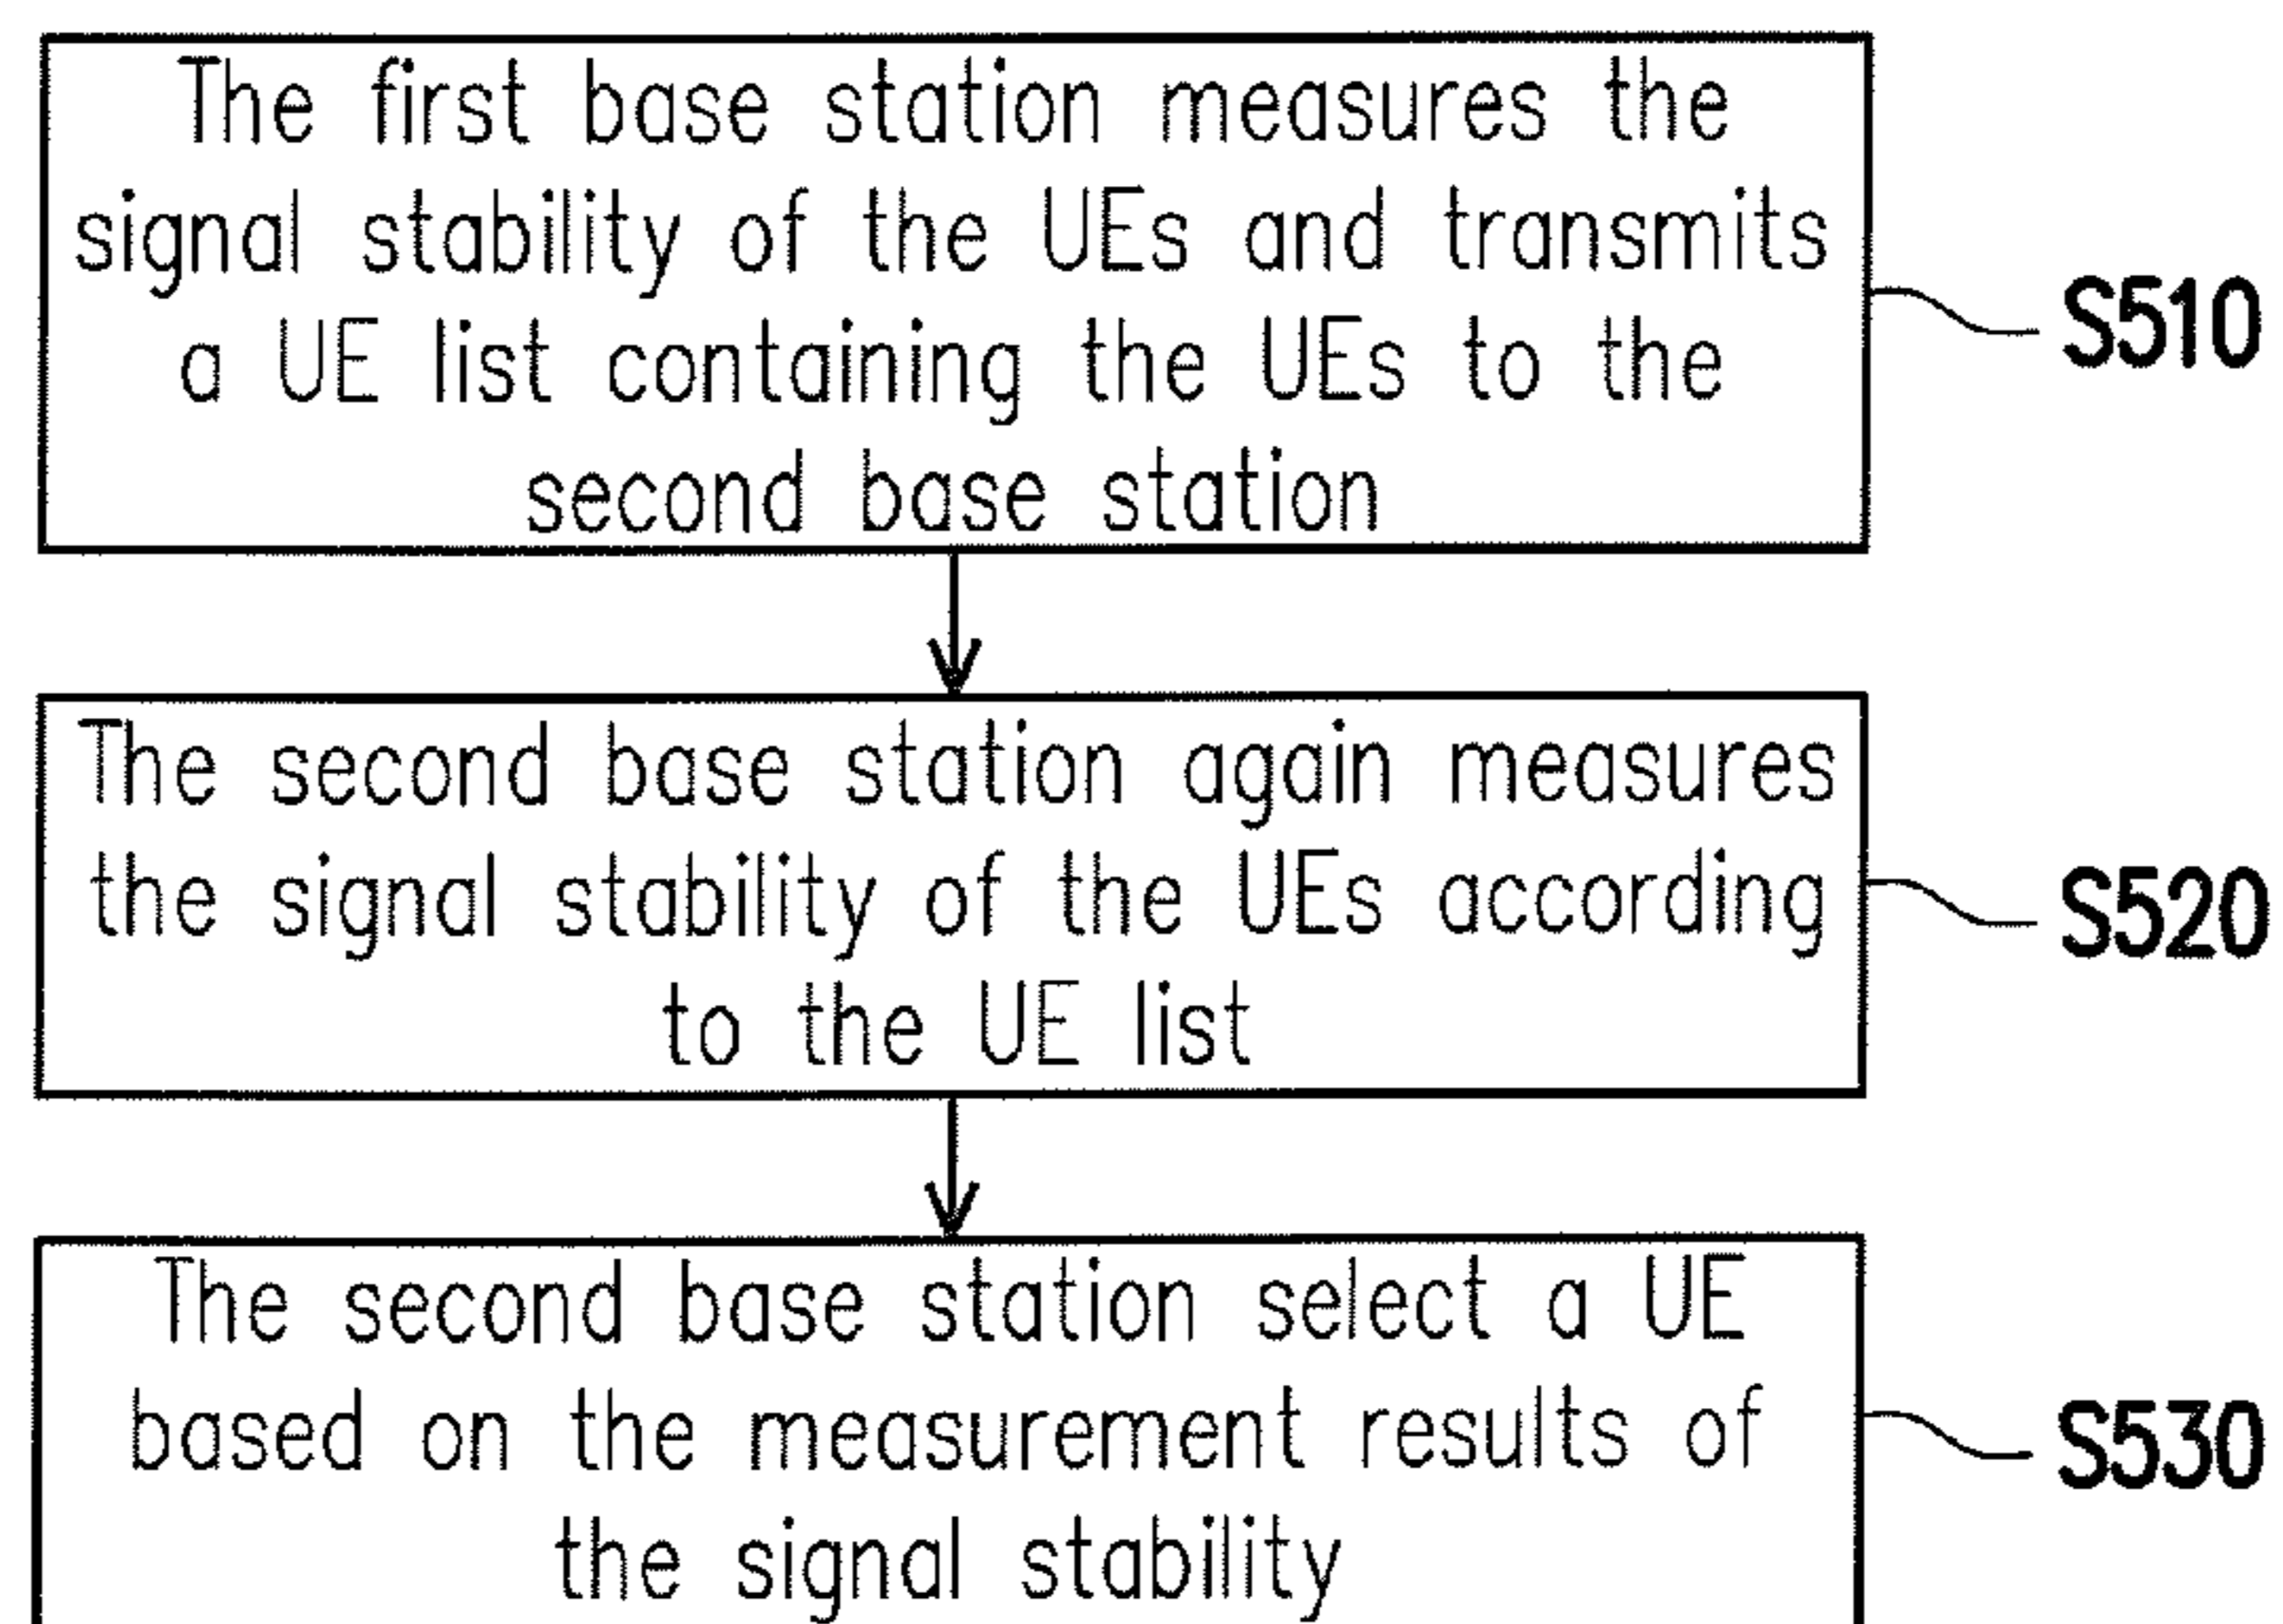 The first base station measures the
signal stability of the UEs and transmits
a UE list containing the UEs to the
second base station
S510
The second base station again measures
the signal stability of the UEs according
to the UE list
S520
The second base station select a UE
based on the measurement results of
the signal stability
S530